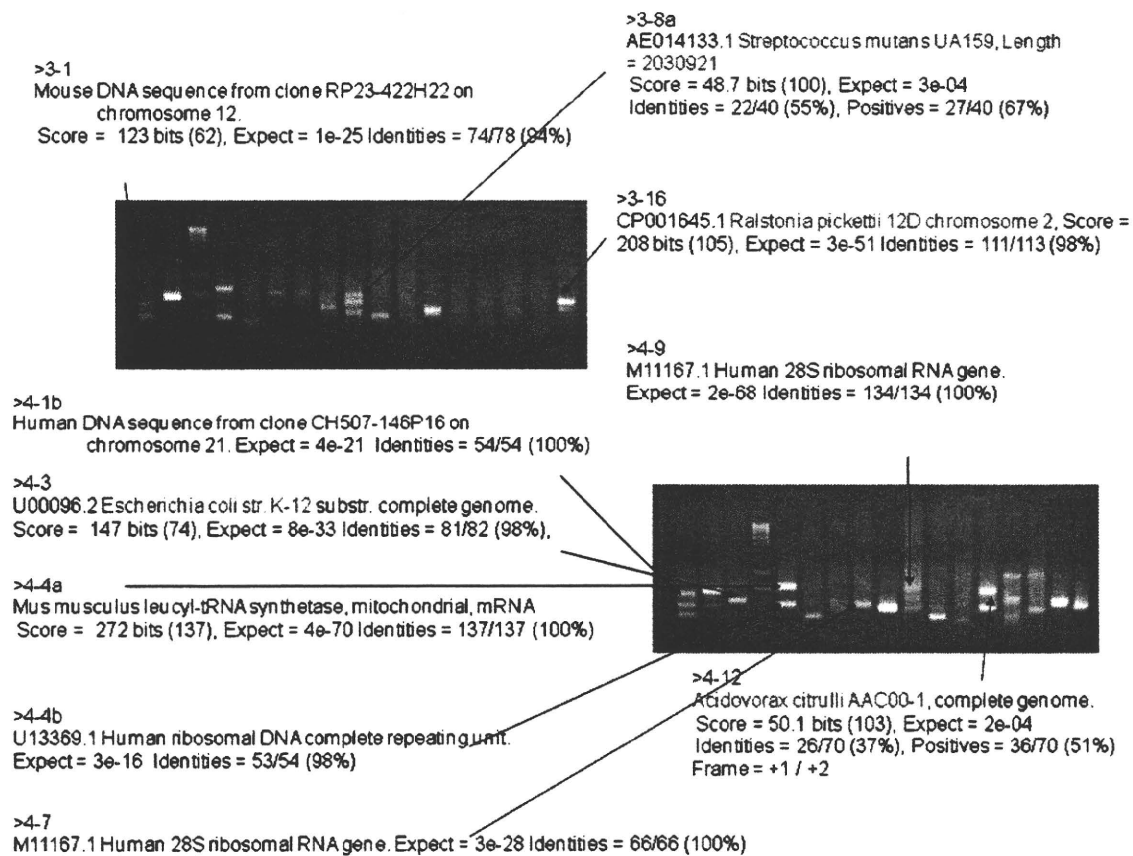 >3-8a
AE014133.1 Streptococcus mutans UA159, Length
= 2030921
Score = 48.7 bits (100), Expect = 3e-04
Identities = 22/40 (55%), Positives = 27/40 (67%)
>3-1
Mouse DNA sequence from clone RP23-422H22 on
chromosome 12.
Score = 123 bits (62), Expect = 1e-25 Identities = 74/78 (94%)
>3-16
CP001645.1 Ralstonia pickettii 12D chromosome 2, Score =
208 bits (105), Expect = 3e-51 Identities = 111/113 (98%)
>4-9
M11167.1 Human 28S ribosomal RNA gene.
Expect = 2e-68 Identities = 134/134 (100%)
>4-1b
Human DNA sequence from clone CH507-146P16 on
chromosome 21. Expect = 4e-21 Identities = 54/54 (100%)
>4-3
U00096.2 Escherichia coli str. K-12 substr. complete genome.
Score = 147 bits (74), Expect = 8e-33 Identities = 81/82 (98%),
>4-4a
Mus musculus leucyl-tRNA synthetase, mitochondrial, mRNA
Score = 272 bits (137), Expect = 4e-70 Identities = 137/137 (100%)
>4-12
Acidovorax citrulli AAC00-1, complete genome.
Score = 50.1 bits (103), Expect = 2e-04
Identities = 26/70 (37%), Positives = 36/70 (51%)
Frame = +1 / +2
>4-4b
U13369.1 Human ribosomal DNA complete repeating unit.
Expect = 3e-16 Identities = 53/54 (98%)
>4-7
M11167.1 Human 28S ribosomal RNA gene. Expect = 3e-28 Identities = 66/66 (100%)